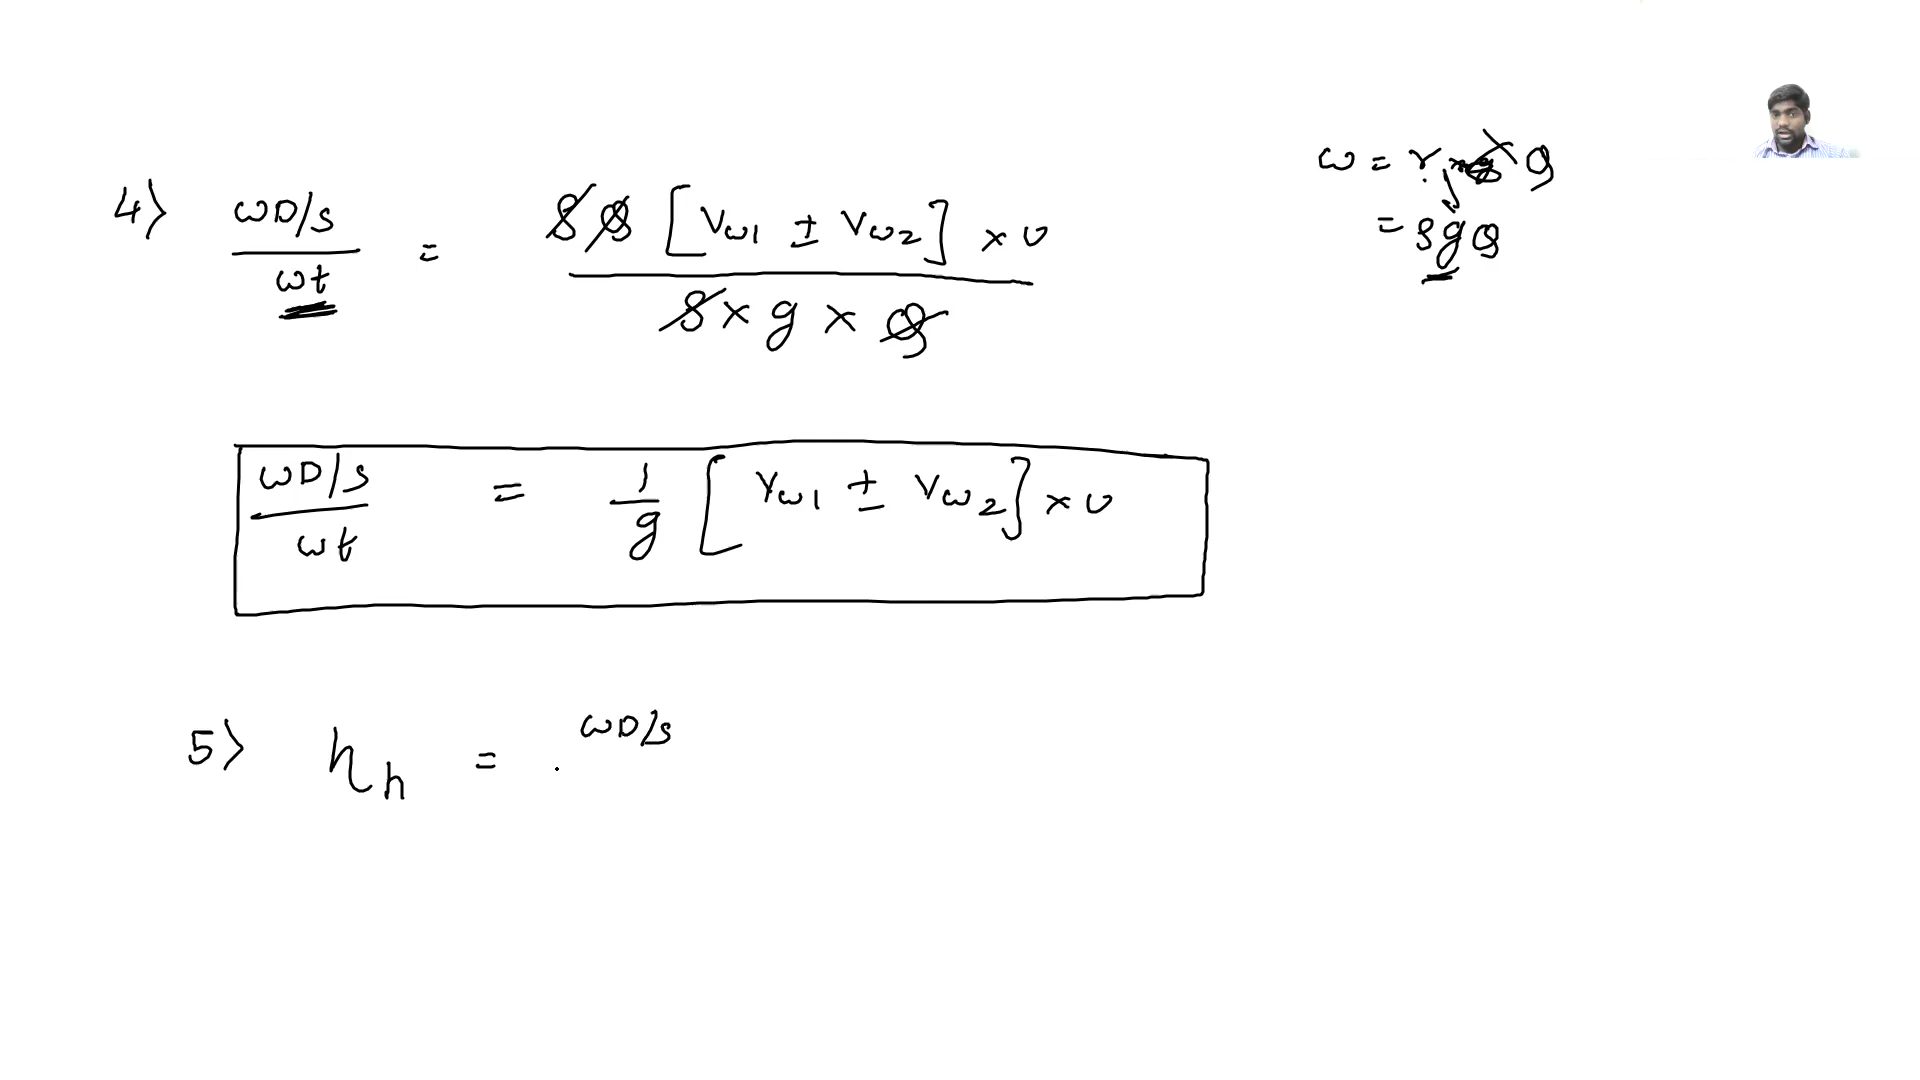 4) WD/s / wt = ρQ [Vw1 ± Vw2] × u / ρ × g × Q
w = γ Q
= ρgQ
WD/s / wt = 1/g [Vw1 ± Vw2] × u
5) ηh = WD/s